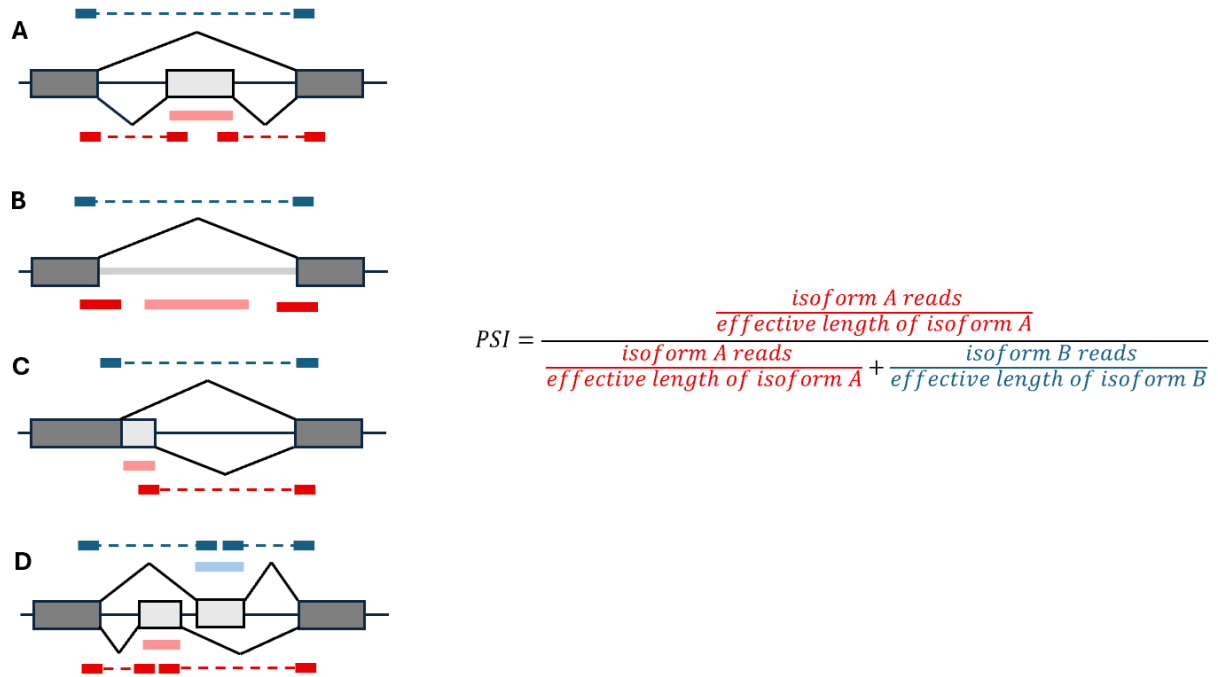 A
B
C
D
isoform A reads
effective length of isoform A
PSI =
isoform A reads
effective length of isoform A
+
isoform B reads
effective length of isoform B